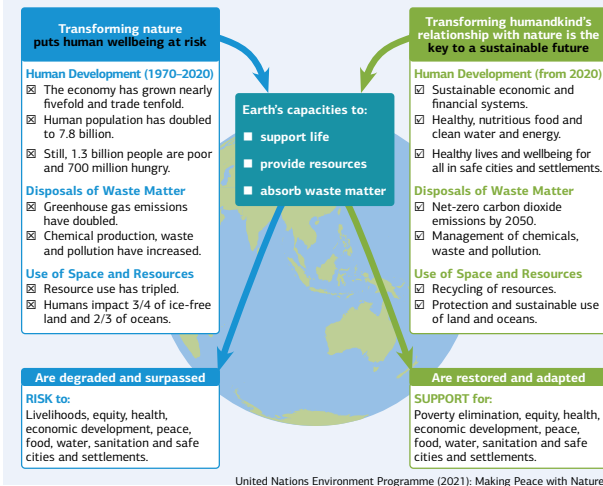 Transforming nature
puts human wellbeing at risk
Human Development (1970–2020)
☒ The economy has grown nearly
fivefold and trade tenfold.
☒ Human population has doubled
to 7.8 billion.
☒ Still, 1.3 billion people are poor
and 700 million hungry.
Disposals of Waste Matter
☒ Greenhouse gas emissions
have doubled.
☒ Chemical production, waste
and pollution have increased.
Use of Space and Resources
☒ Resource use has tripled.
☒ Humans impact 3/4 of ice-free
land and 2/3 of oceans.
Are degraded and surpassed
RISK to:
Livelihoods, equity, health,
economic development, peace,
food, water, sanitation and safe
cities and settlements.
Earth's capacities to:
■ support life
■ provide resources
■ absorb waste matter
Transforming humandkind's
relationship with nature is the
key to a sustainable future
Human Development (from 2020)
☑ Sustainable economic and
financial systems.
☑ Healthy, nutritious food and
clean water and energy.
☑ Healthy lives and wellbeing for
all in safe cities and settlements.
Disposals of Waste Matter
☑ Net-zero carbon dioxide
emissions by 2050.
☑ Management of chemicals,
waste and pollution.
Use of Space and Resources
☑ Recycling of resources.
☑ Protection and sustainable use
of land and oceans.
Are restored and adapted
SUPPORT for:
Poverty elimination, equity, health,
economic development, peace,
food, water, sanitation and safe
cities and settlements.
United Nations Environment Programme (2021): Making Peace with Nature